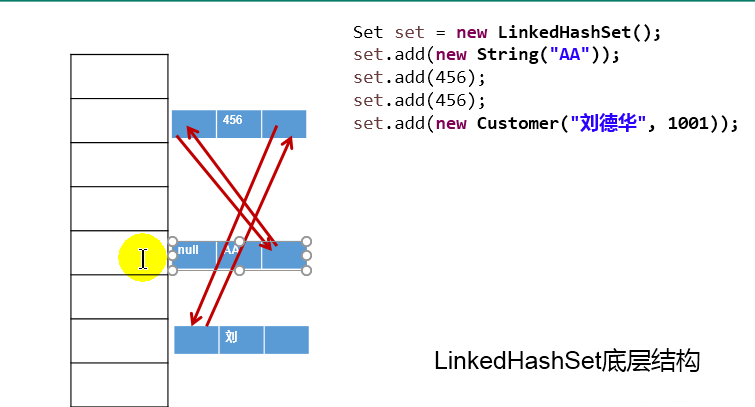 Set set = new LinkedHashSet();
set.add(new String("AA"));
set.add(456);
set.add(456);
set.add(new Customer("刘德华", 1001));
456
null AA
刘
LinkedHashSet底层结构